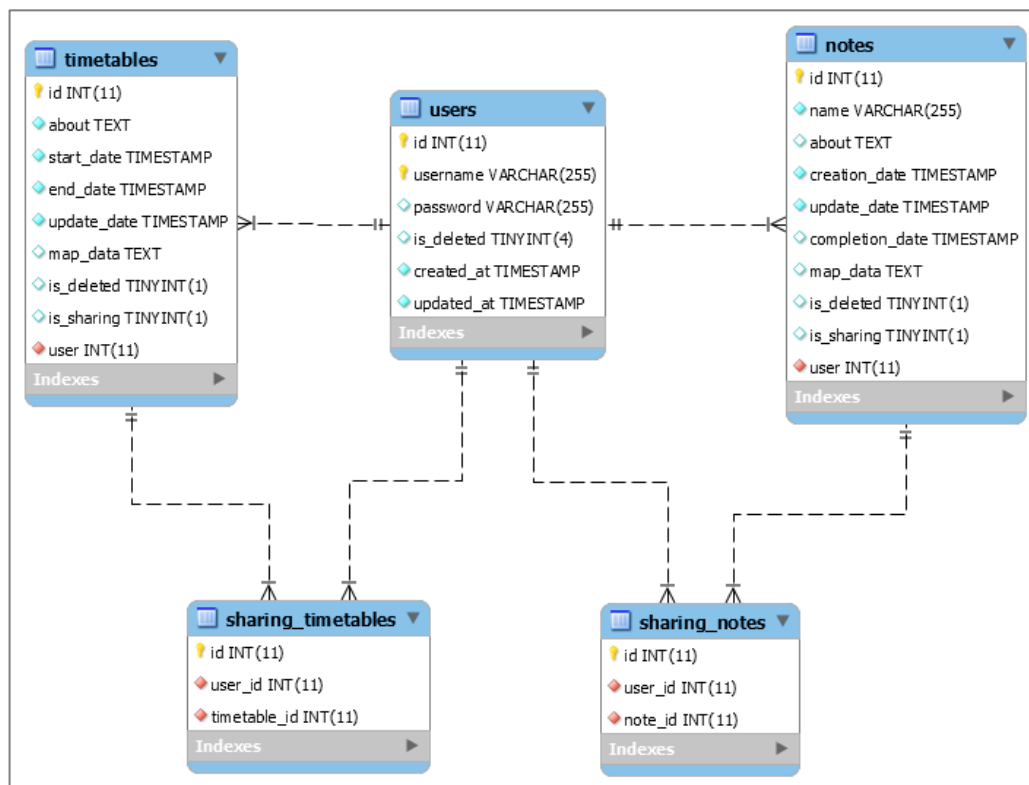 timetables
id INT(11)
about TEXT
start_date TIMESTAMP
end_date TIMESTAMP
update_date TIMESTAMP
map_data TEXT
is_deleted TINYINT(1)
is_sharing TINYINT(1)
user INT(11)
Indexes
users
id INT(11)
username VARCHAR(255)
password VARCHAR(255)
is_deleted TINYINT(4)
created_at TIMESTAMP
updated_at TIMESTAMP
Indexes
notes
id INT(11)
name VARCHAR(255)
about TEXT
creation_date TIMESTAMP
update_date TIMESTAMP
completion_date TIMESTAMP
map_data TEXT
is_deleted TINYINT(1)
is_sharing TINYINT(1)
user INT(11)
Indexes
sharing_timetables
id INT(11)
user_id INT(11)
timetable_id INT(11)
Indexes
sharing_notes
id INT(11)
user_id INT(11)
note_id INT(11)
Indexes